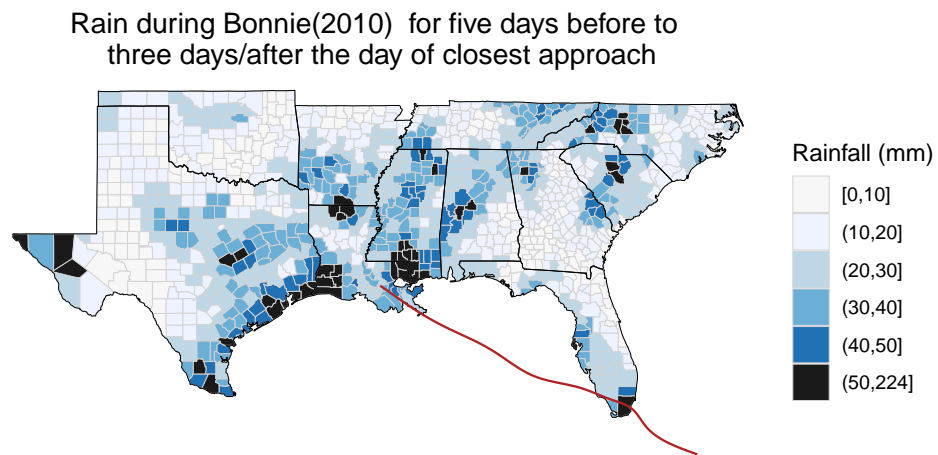 Rain during Bonnie(2010)  for five days before to
three days/after the day of closest approach
Rainfall (mm)
[0,10]
(10,20]
(20,30]
(30,40]
(40,50]
(50,224]